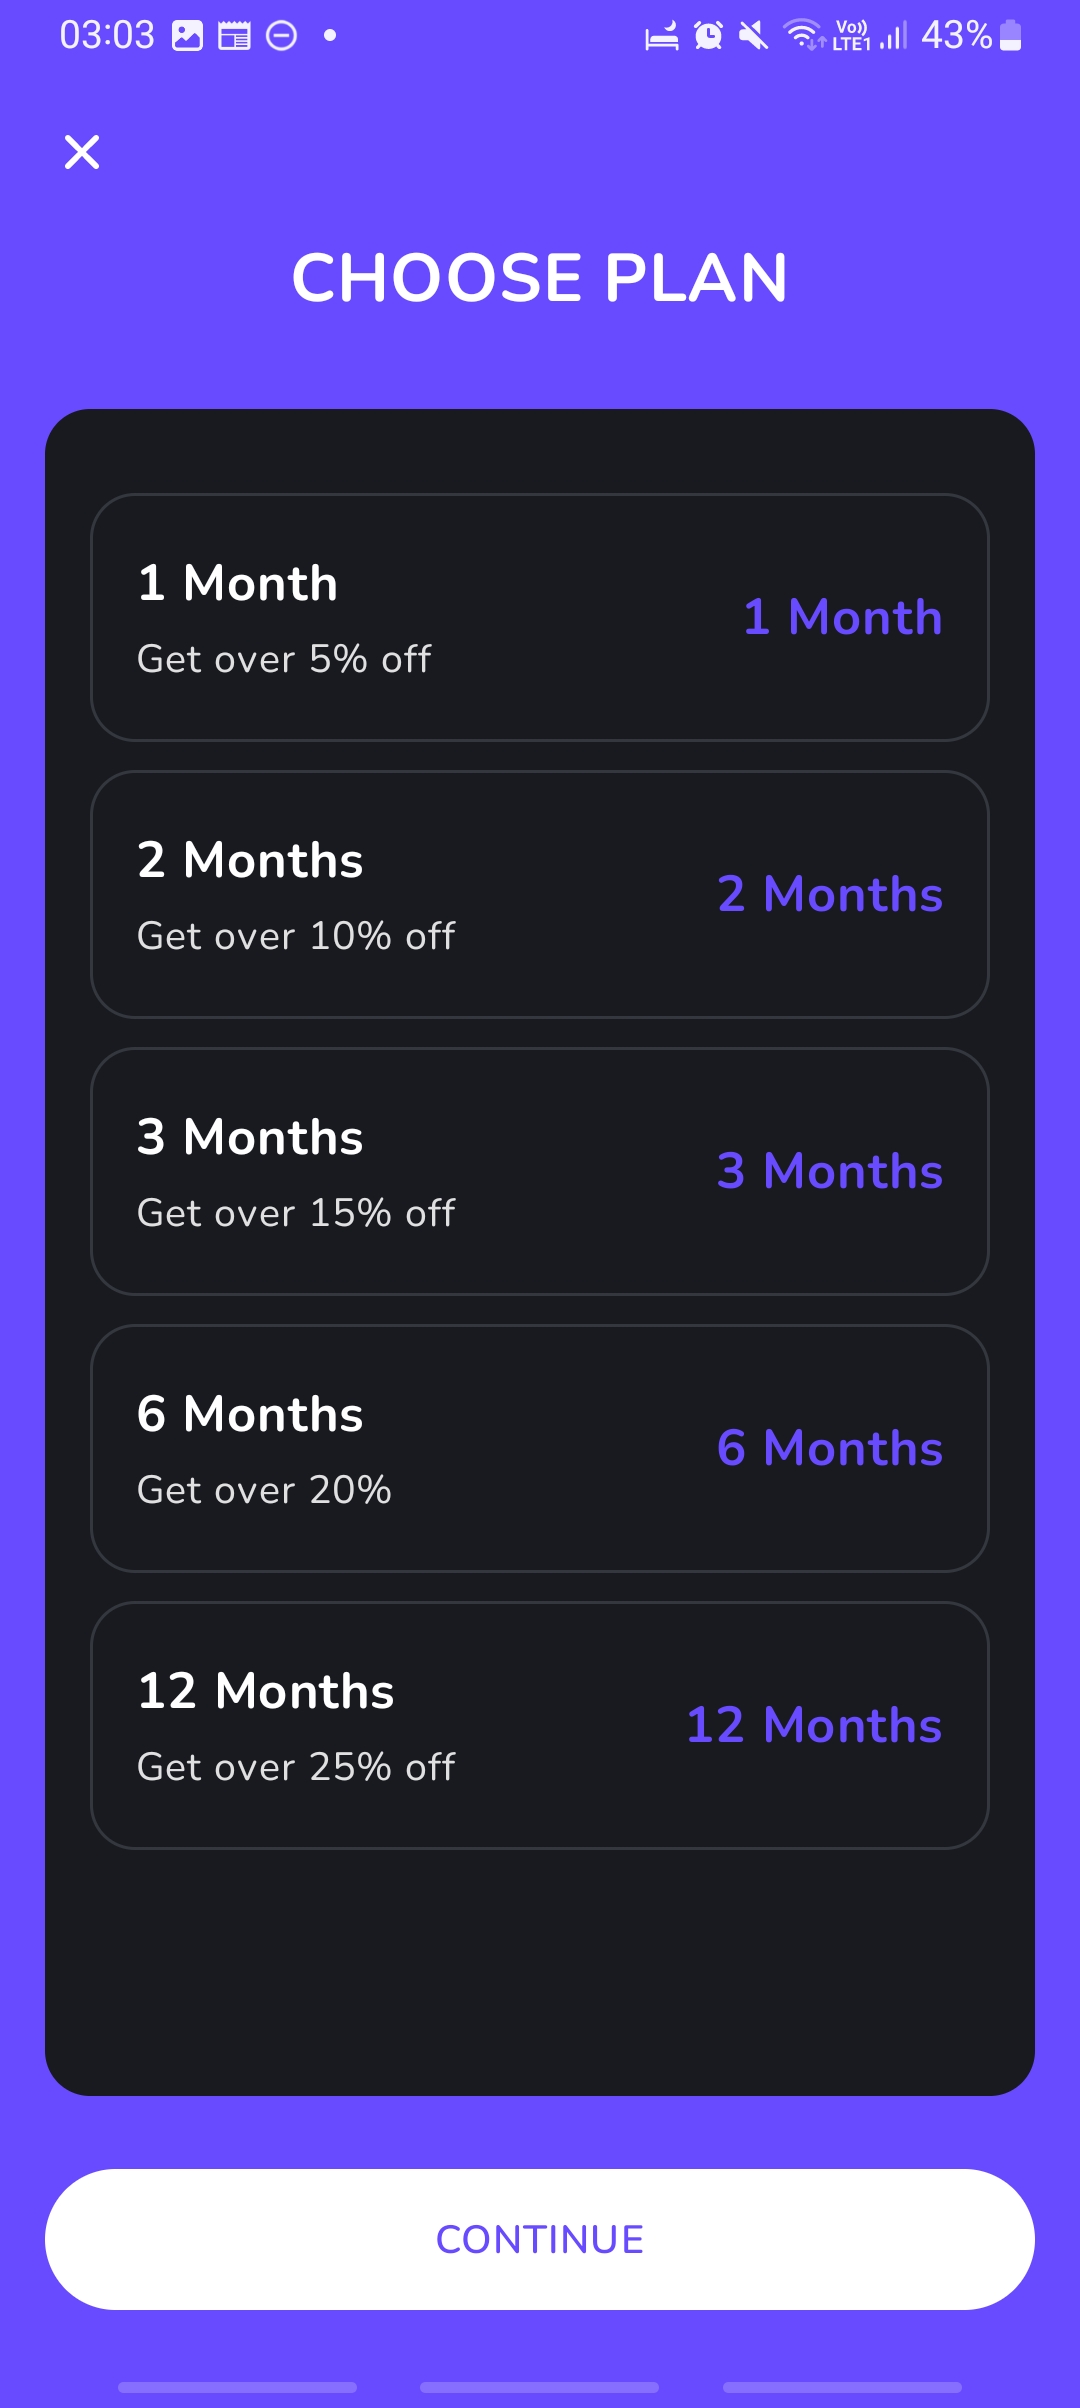 03:03 Vo)) LTE1 43%
CHOOSE PLAN
1 Month
Get over 5% off
1 Month
2 Months
Get over 10% off
2 Months
3 Months
Get over 15% off
3 Months
6 Months
Get over 20%
6 Months
12 Months
Get over 25% off
12 Months
CONTINUE